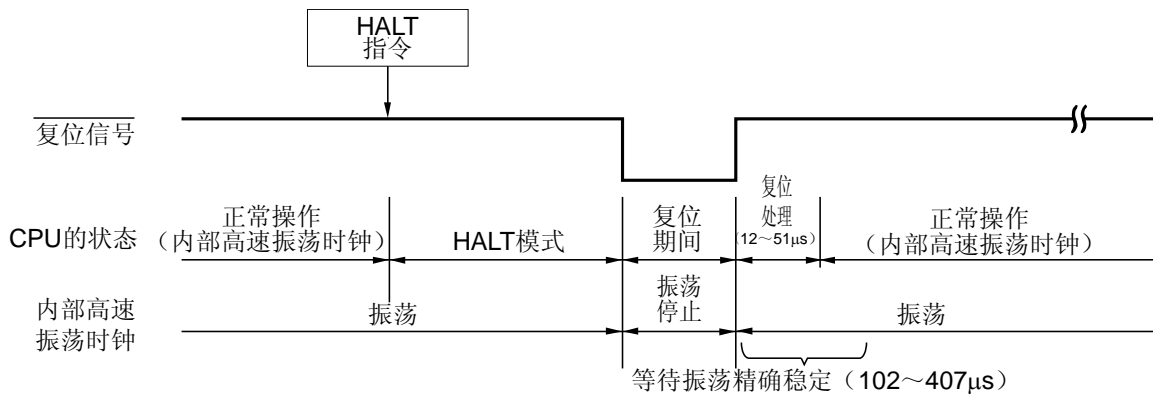 HALT
指令
复位信号
CPU的状态
正常操作
（内部高速振荡时钟）
HALT模式
复位
期间
复位
处理
（12～51μs）
正常操作
（内部高速振荡时钟）
内部高速
振荡时钟
振荡
振荡
停止
振荡
等待振荡精确稳定（102～407μs）